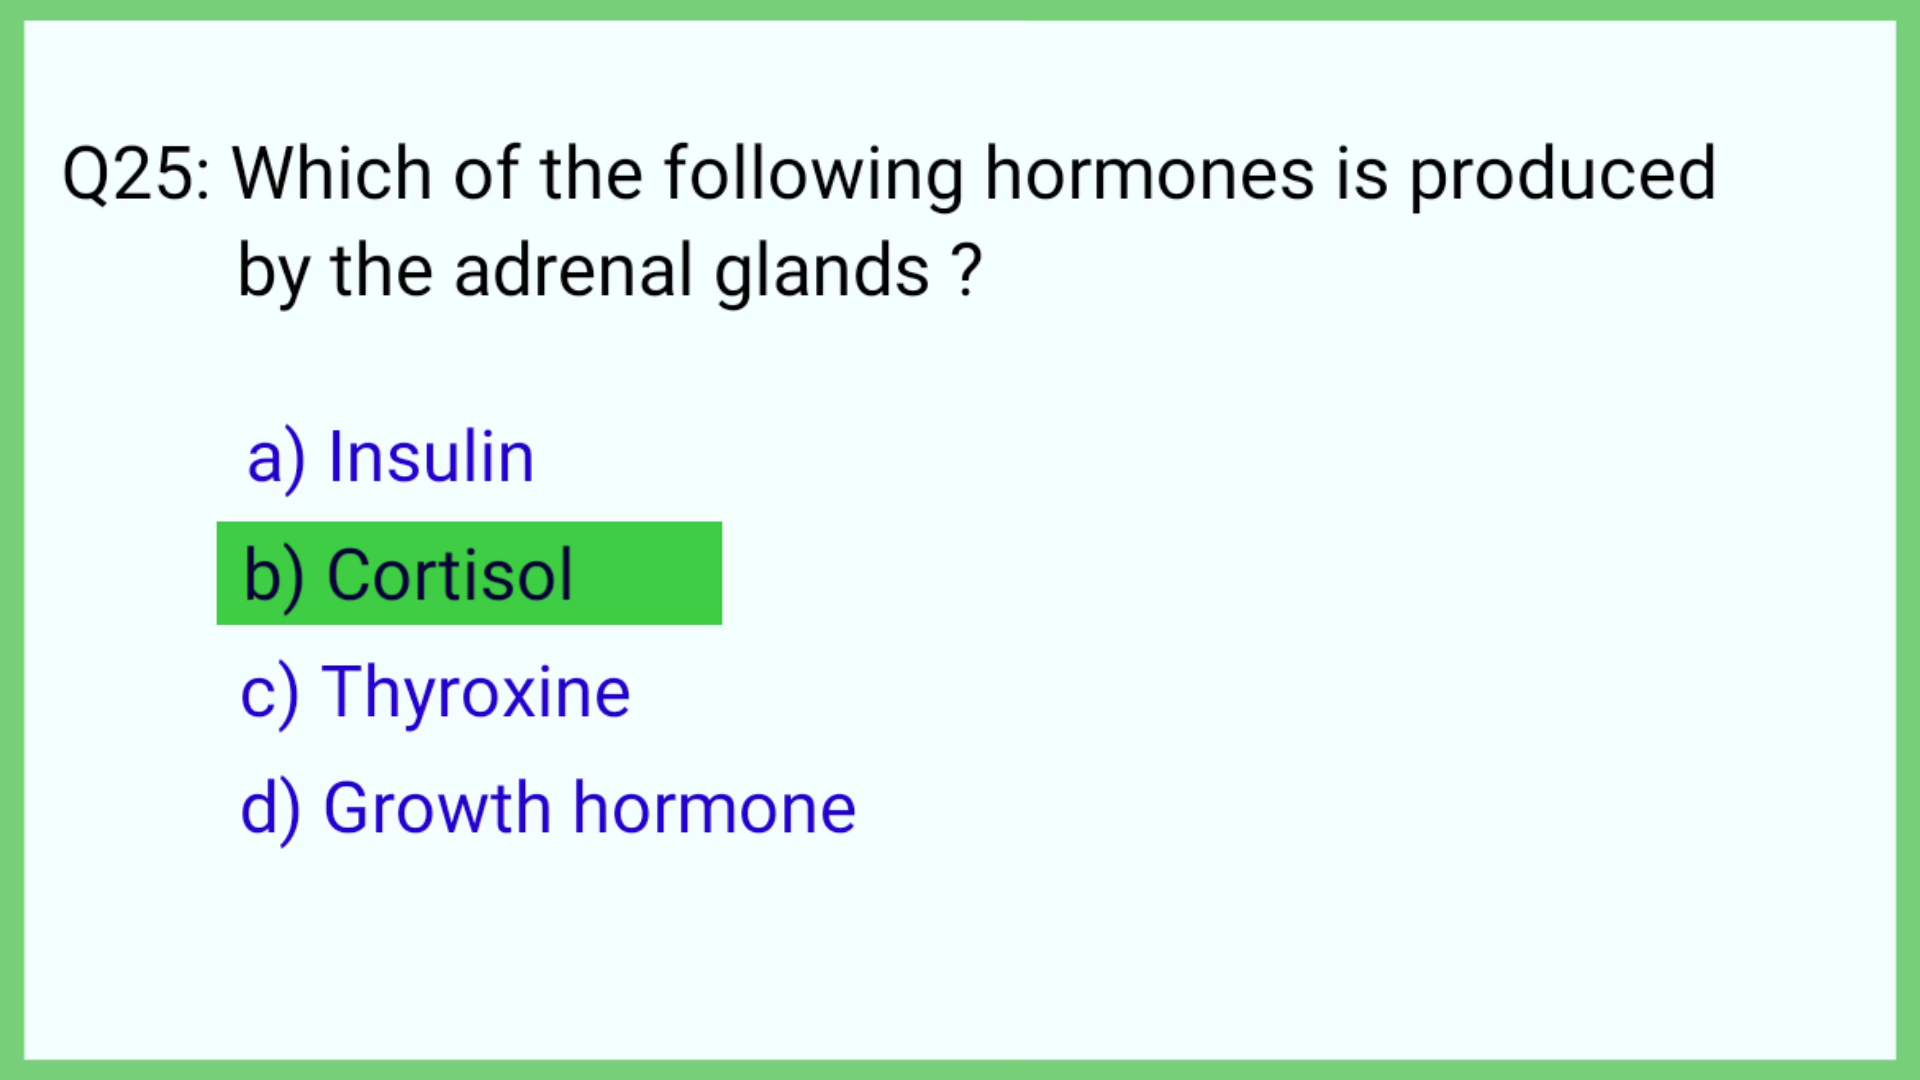 Q25: Which of the following hormones is produced
by the adrenal glands ?
a) Insulin
b) Cortisol
c) Thyroxine
d) Growth hormone